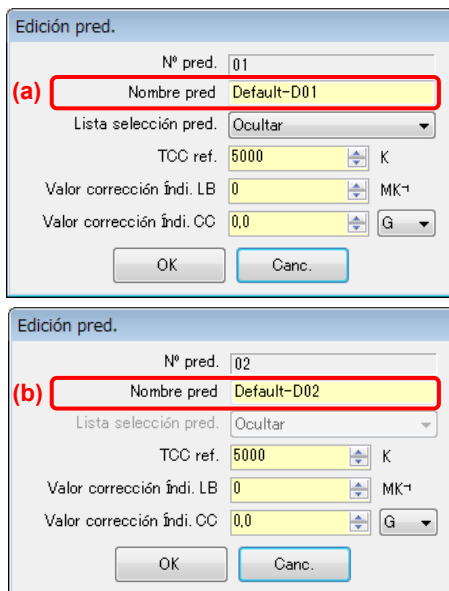 Edición pred.
Nº pred. 01
(a) Nombre pred Default-D01
Lista selección pred. Ocultar
TCC ref. 5000 K
Valor corrección Índi. LB 0 MK⁻¹
Valor corrección Índi. CC 0,0 G
OK Canc.
Edición pred.
Nº pred. 02
(b) Nombre pred Default-D02
Lista selección pred. Ocultar
TCC ref. 5000 K
Valor corrección Índi. LB 0 MK⁻¹
Valor corrección Índi. CC 0,0 G
OK Canc.